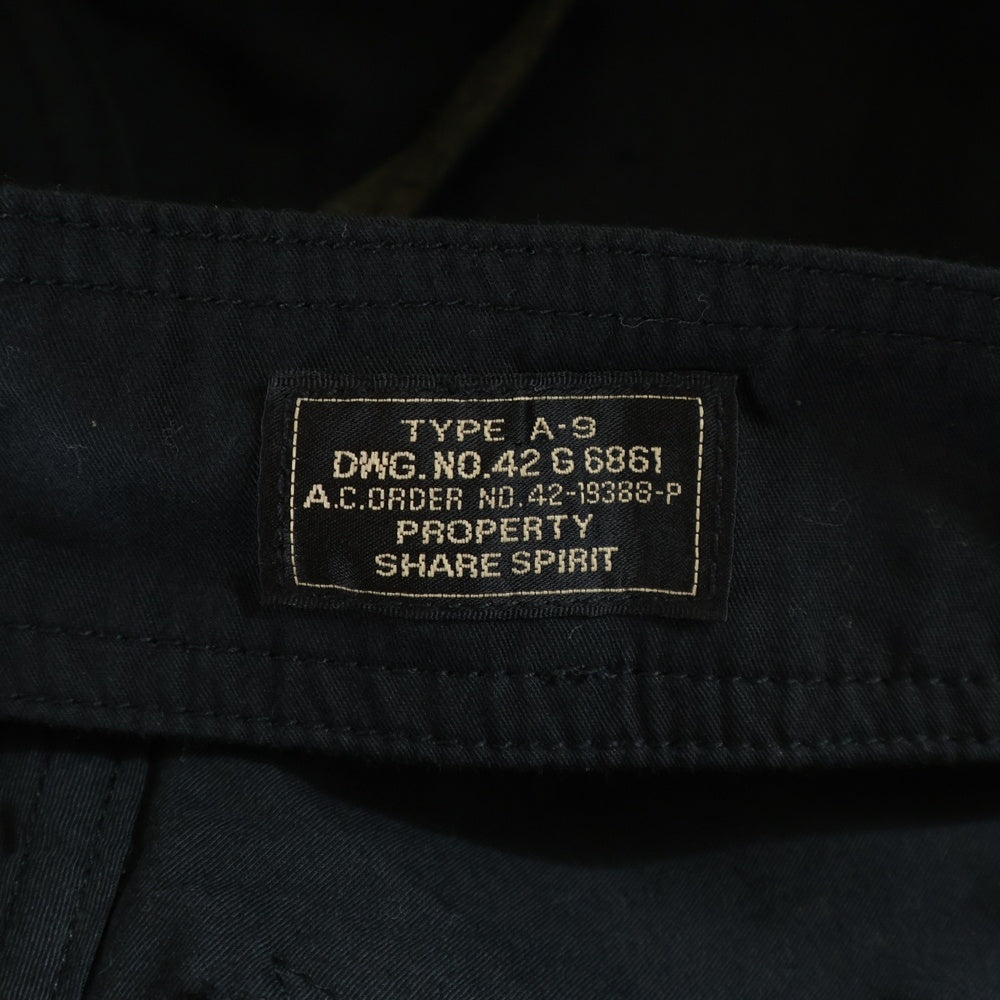 TYPE A-9
DWG.NO.42 G 6861
A.C.ORDER NO.42-19388-P
PROPERTY
SHARE SPIRIT